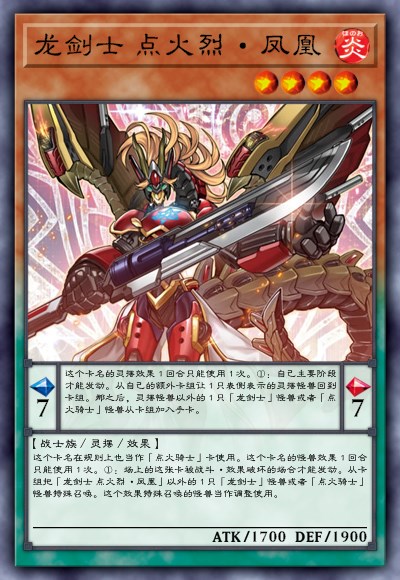 龙剑士 点火烈·凤凰
ほのお
炎
这个卡名的灵摆效果1回合只能使用1次。①：自己主要阶段
才能发动。从自己的额外卡组让1只表侧表示的灵摆怪兽回到
卡组。那之后，灵摆怪兽以外的1只「龙剑士」怪兽或者「点
火骑士」怪兽从卡组加入手卡。
7
7
【战士族／灵摆／效果】
这个卡名在规则上也当作「点火骑士」卡使用。这个卡名的怪兽效果1回合
只能使用1次。①：场上的这张卡被战斗·效果破坏的场合才能发动。从卡
组把「龙剑士 点火烈·凤凰」以外的1只「龙剑士」怪兽或者「点火骑士」
怪兽特殊召唤。这个效果特殊召唤的怪兽不能当作调整使用。
ATK/1700 DEF/1900